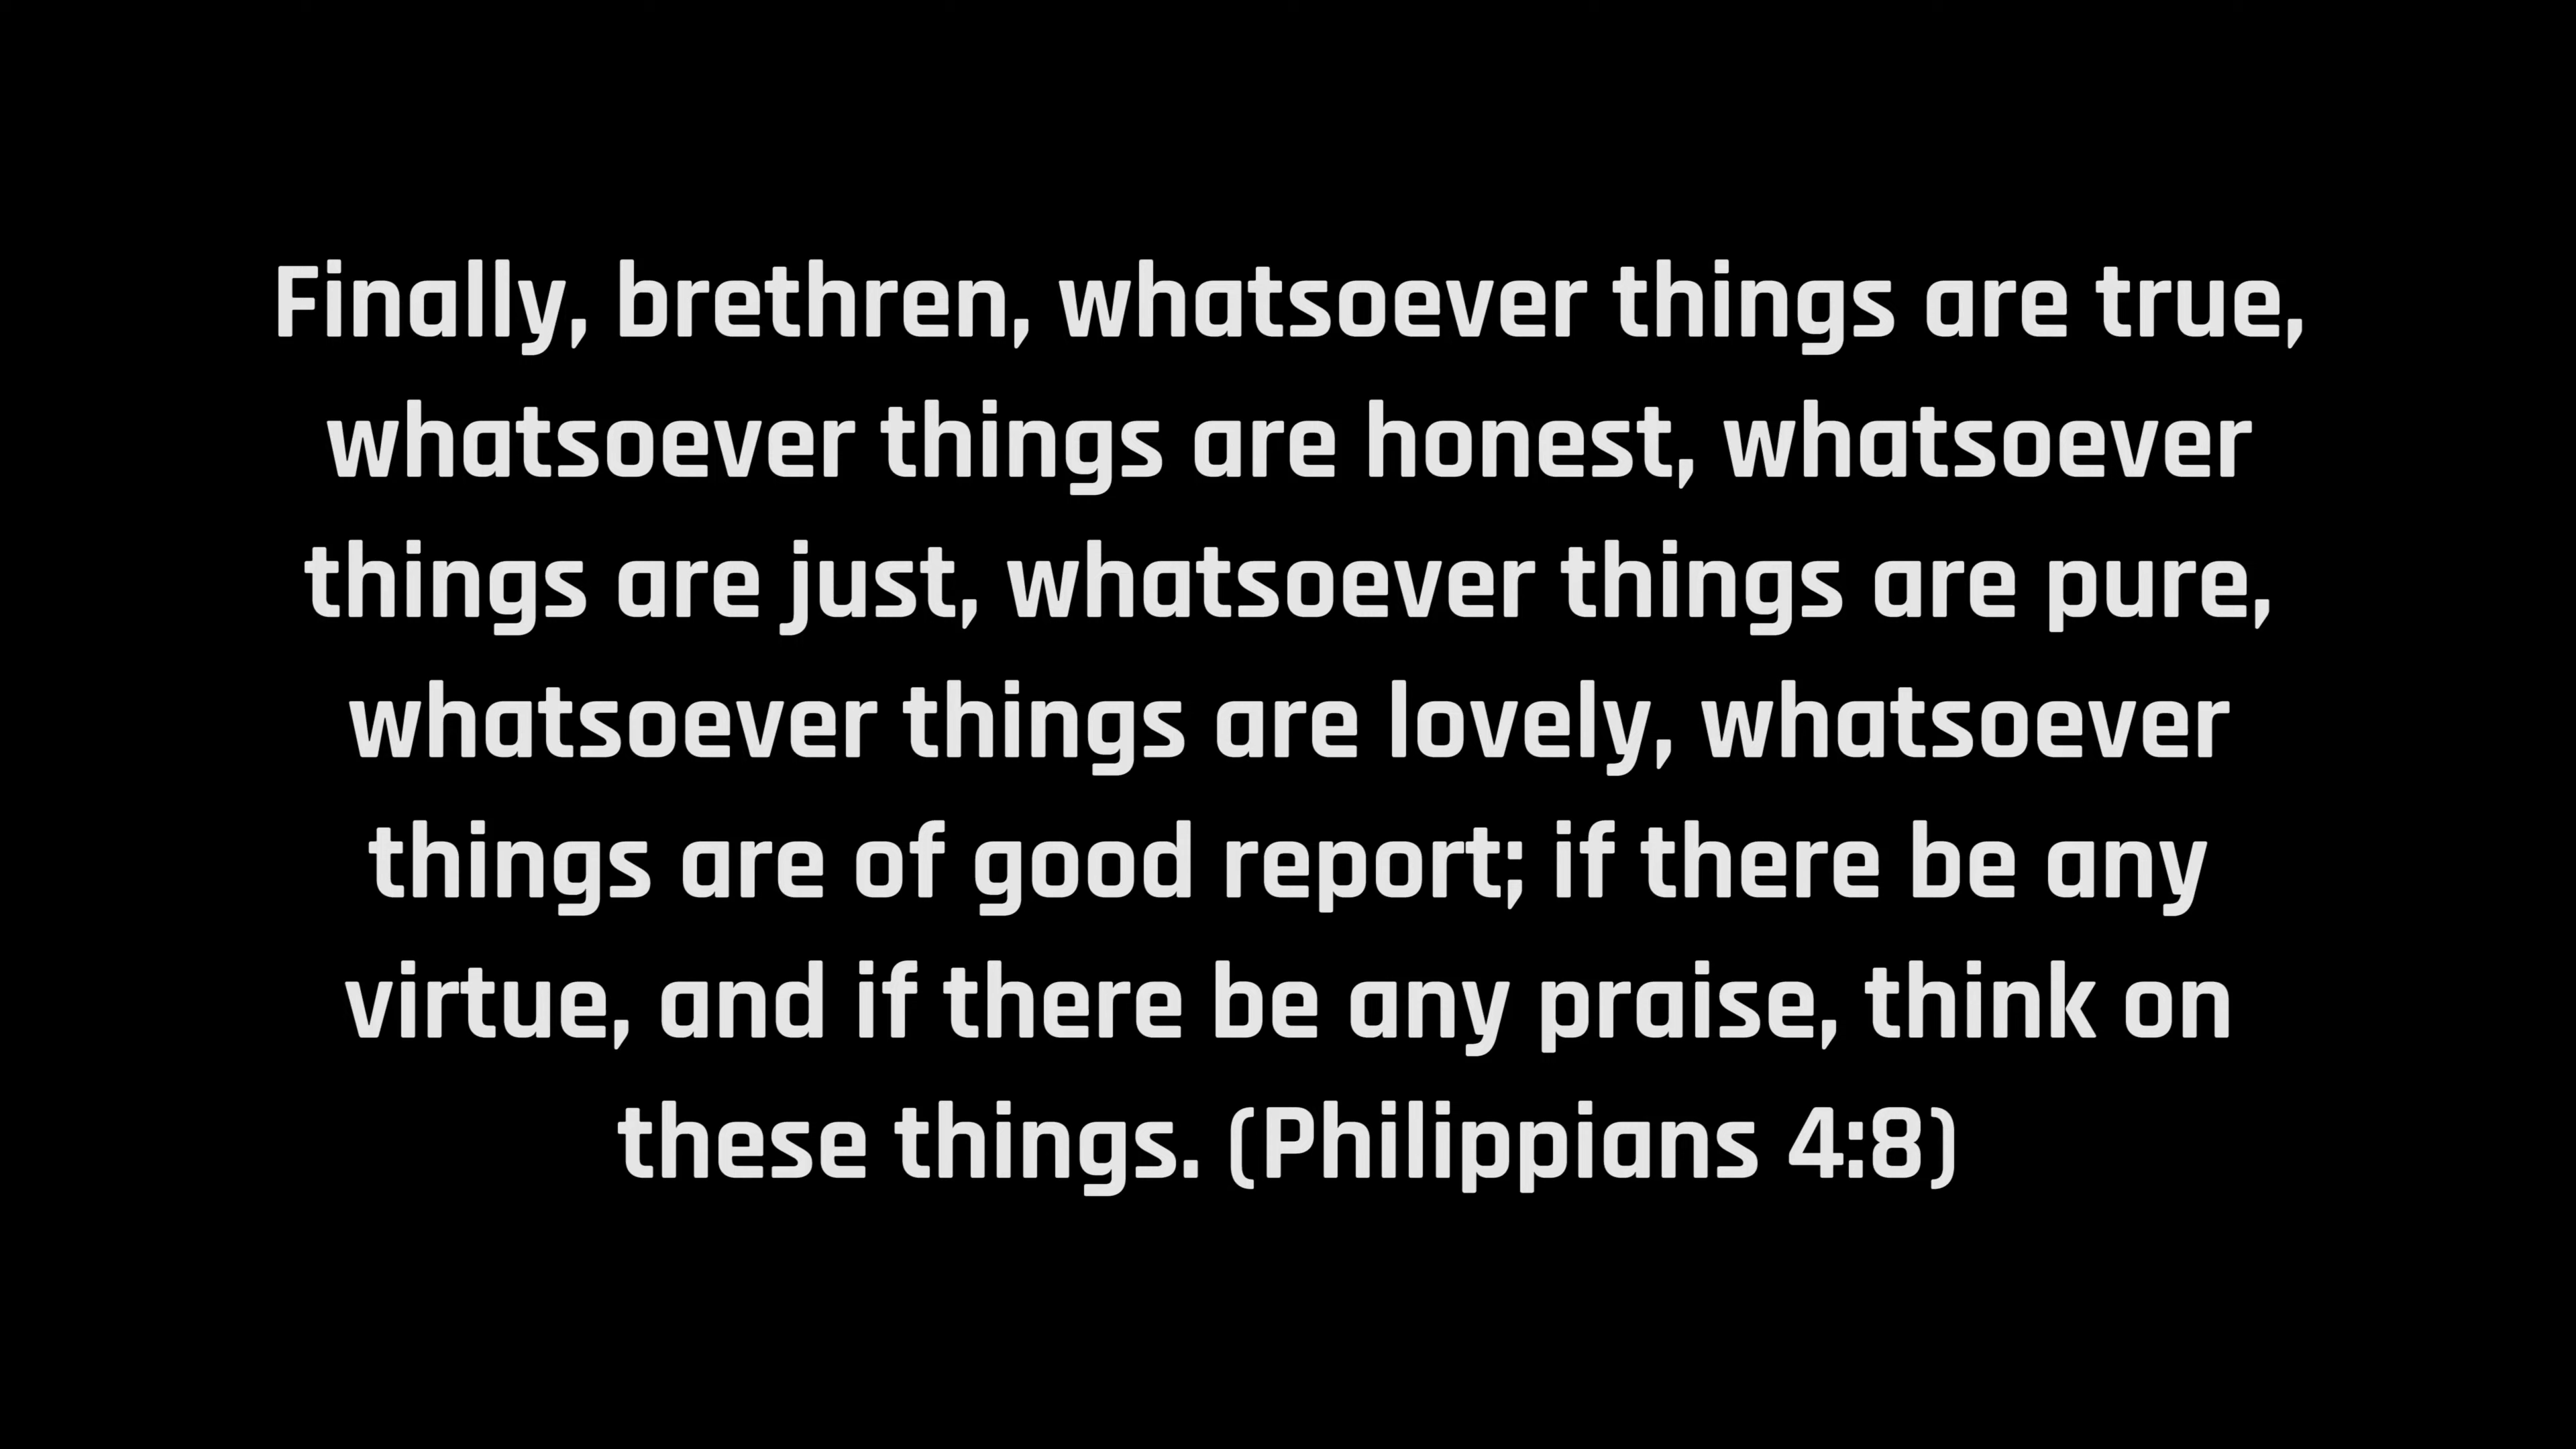 Finally, brethren, whatsoever things are true,
whatsoever things are honest, whatsoever
things are just, whatsoever things are pure,
whatsoever things are lovely, whatsoever
things are of good report; if there be any
virtue, and if there be any praise, think on
these things. (Philippians 4:8)